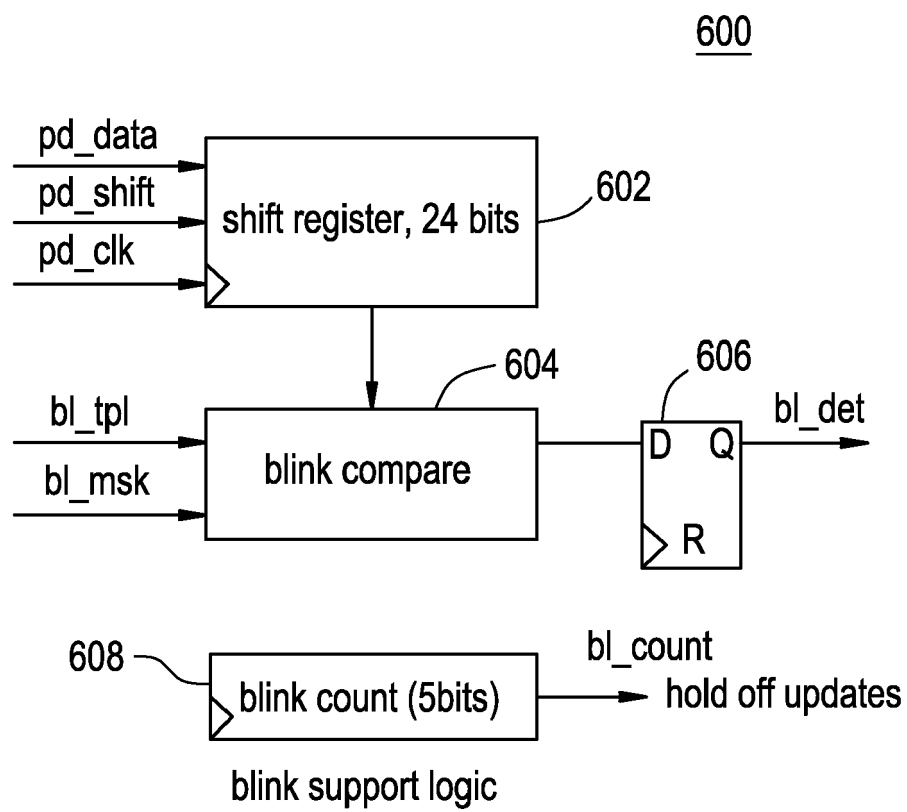 600
pd_data
pd_shift
pd_clk
shift register, 24 bits
602
604
606
bl_tpl
bl_msk
blink compare
D Q
R
bl_det
608
blink count (5bits)
bl_count
hold off updates
blink support logic